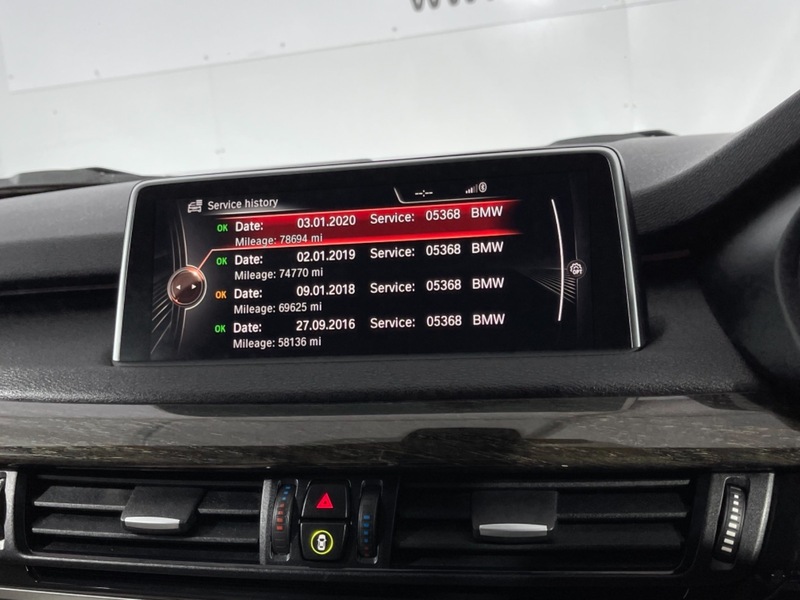 Service history
--:--
OK Date: 03.01.2020 Service: 05368 BMW
Mileage: 78694 mi
OK Date: 02.01.2019 Service: 05368 BMW
Mileage: 74770 mi
OK Date: 09.01.2018 Service: 05368 BMW
Mileage: 69625 mi
OK Date: 27.09.2016 Service: 05368 BMW
Mileage: 58136 mi